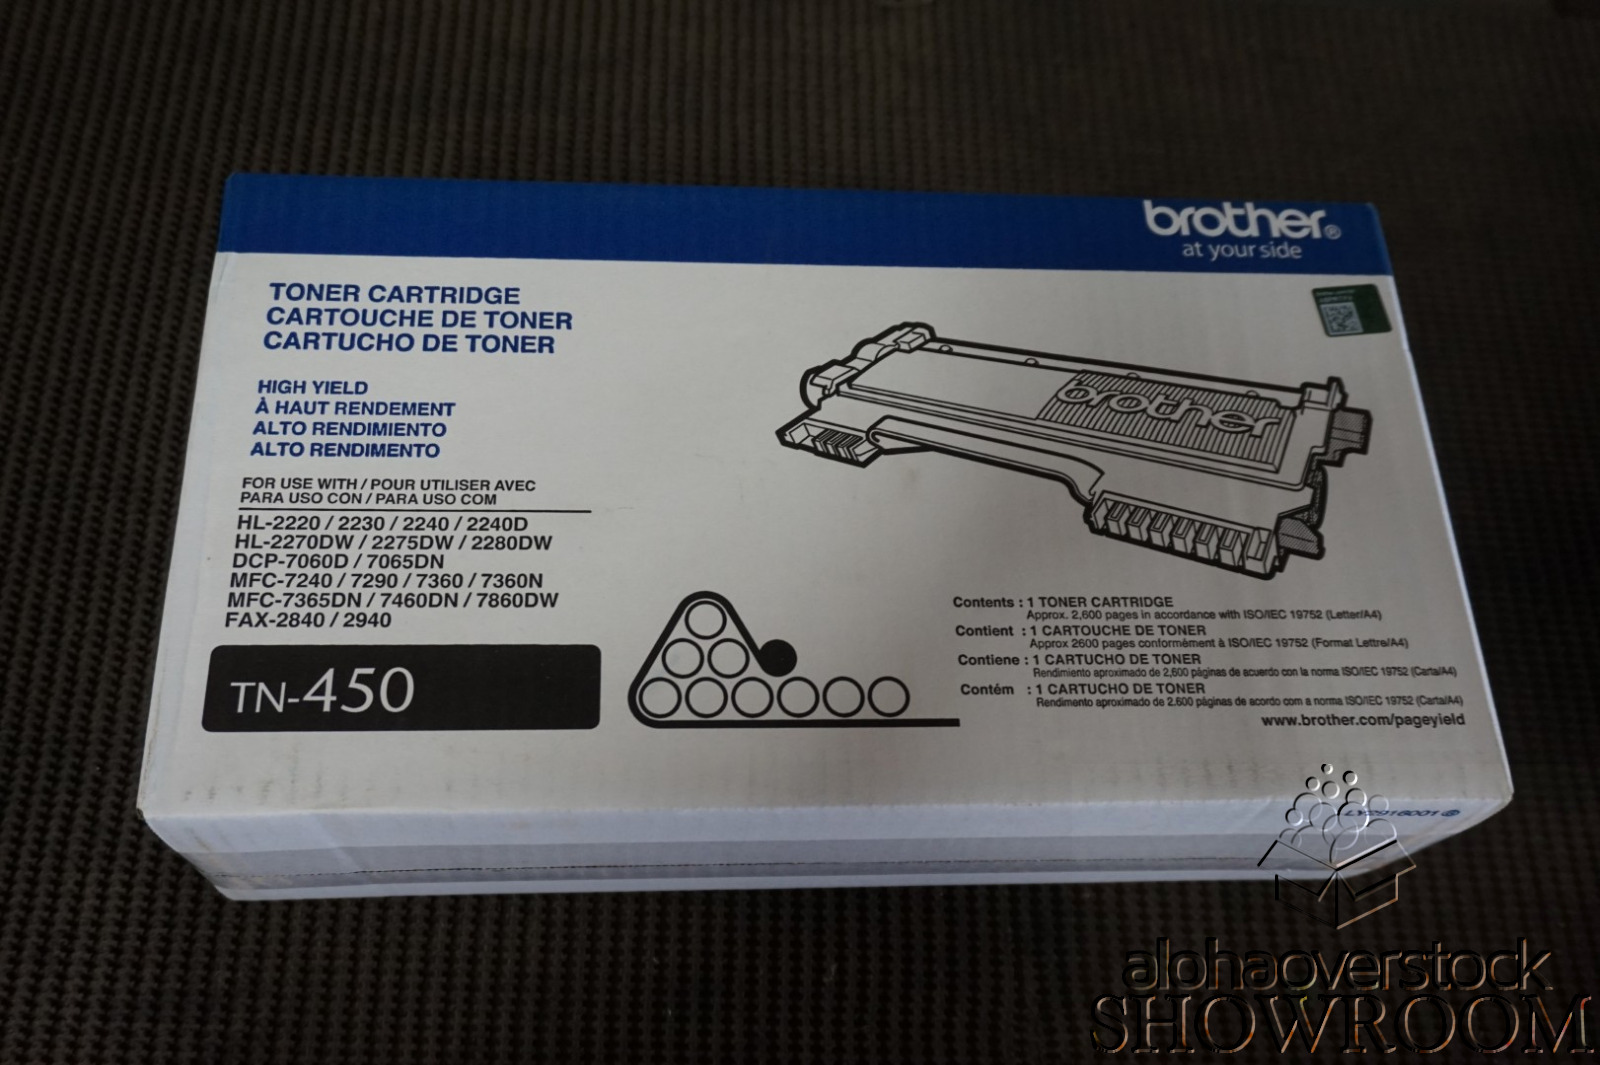 brother®
at your side
TONER CARTRIDGE
CARTOUCHE DE TONER
CARTUCHO DE TONER
HIGH YIELD
À HAUT RENDEMENT
ALTO RENDIMIENTO
ALTO RENDIMENTO
FOR USE WITH / POUR UTILISER AVEC
PARA USO CON / PARA USO COM
HL-2220 / 2230 / 2240 / 2240D
HL-2270DW / 2275DW / 2280DW
DCP-7060D / 7065DN
MFC-7240 / 7290 / 7360 / 7360N
MFC-7365DN / 7460DN / 7860DW
FAX-2840 / 2940
TN-450
brother
Contents : 1 TONER CARTRIDGE
Approx. 2,600 pages in accordance with ISO/IEC 19752 (Letter/A4)
Contient : 1 CARTOUCHE DE TONER
Approx 2600 pages conformément à ISO/IEC 19752 (Format Lettre/A4)
Contiene : 1 CARTUCHO DE TONER
Rendimiento aproximado de 2,600 páginas de acuerdo con la norma ISO/IEC 19752 (Carta/A4)
Contém : 1 CARTUCHO DE TONER
Rendimento aproximado de 2.600 páginas de acordo com a norma ISO/IEC 19752 (Carta/A4)
www.brother.com/pageyield
LY2916001
alohaoverstock
SHOWROOM